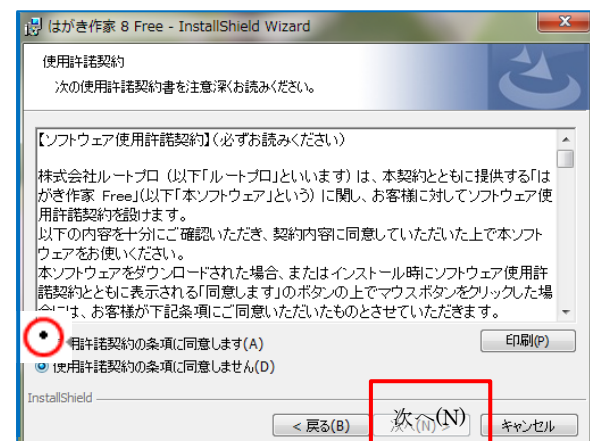 はがき作家 8 Free - InstallShield Wizard
使用許諾契約
次の使用許諾契約書を注意深くお読みください。
【ソフトウェア使用許諾契約】（必ずお読みください）
株式会社ルートプロ（以下「ルートプロ」といいます）は、本契約とともに提供する「は
がき作家 Free」（以下「本ソフトウェア」という）に関し、お客様に対してソフトウェア使
用許諾契約を設けます。
以下の内容を十分にご確認いただき、契約内容に同意していただいた上で本ソフト
ウェアをお使いください。
本ソフトウェアをダウンロードされた場合、またはインストール時にソフトウェア使用許
諾契約とともに表示される「同意します」のボタンの上でマウスボタンをクリックした場
合には、お客様が下記条項にご同意いただいたものとさせていただきます。
用許諾契約の条項に同意します(A)
印刷(P)
使用許諾契約の条項に同意しません(D)
InstallShield
< 戻る(B)
次へ(N)
キャンセル